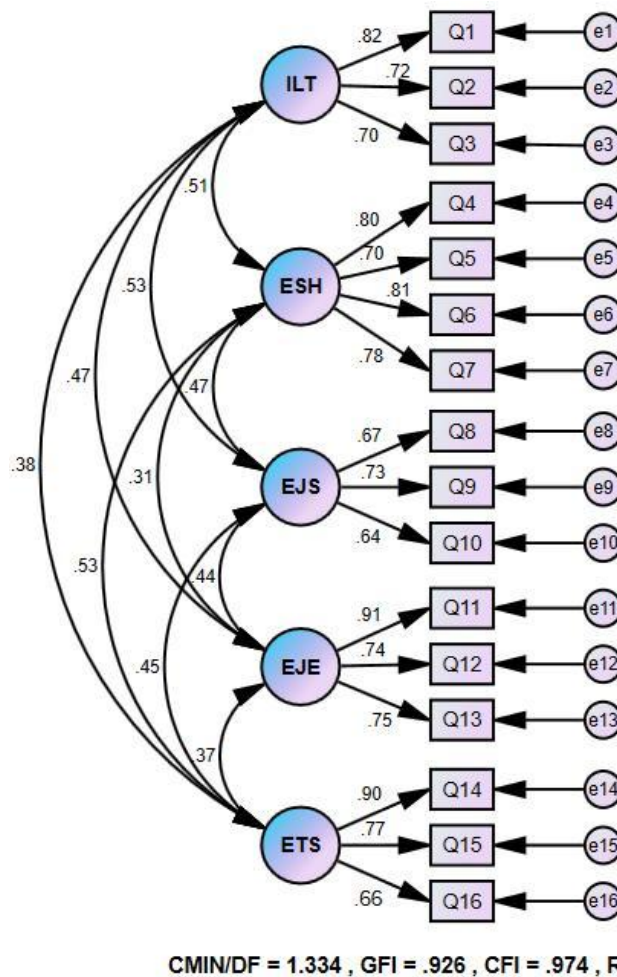 .82 Q1 e1
ILT .72 Q2 e2
.70 Q3 e3
.51
.80 Q4 e4
.70 Q5 e5
ESH .81 Q6 e6
.53
.78 Q7 e7
.47 .47
.67 Q8 e8
.38 .31 .73
EJS Q9 e9
.64 Q10 e10
.53 .44
.91 Q11 e11
.45 EJE .74 Q12 e12
.75 Q13 e13
.37
.90 Q14 e14
ETS .77 Q15 e15
.66 Q16 e16
CMIN/DF = 1.334 , GFI = .926 , CFI = .974 , R